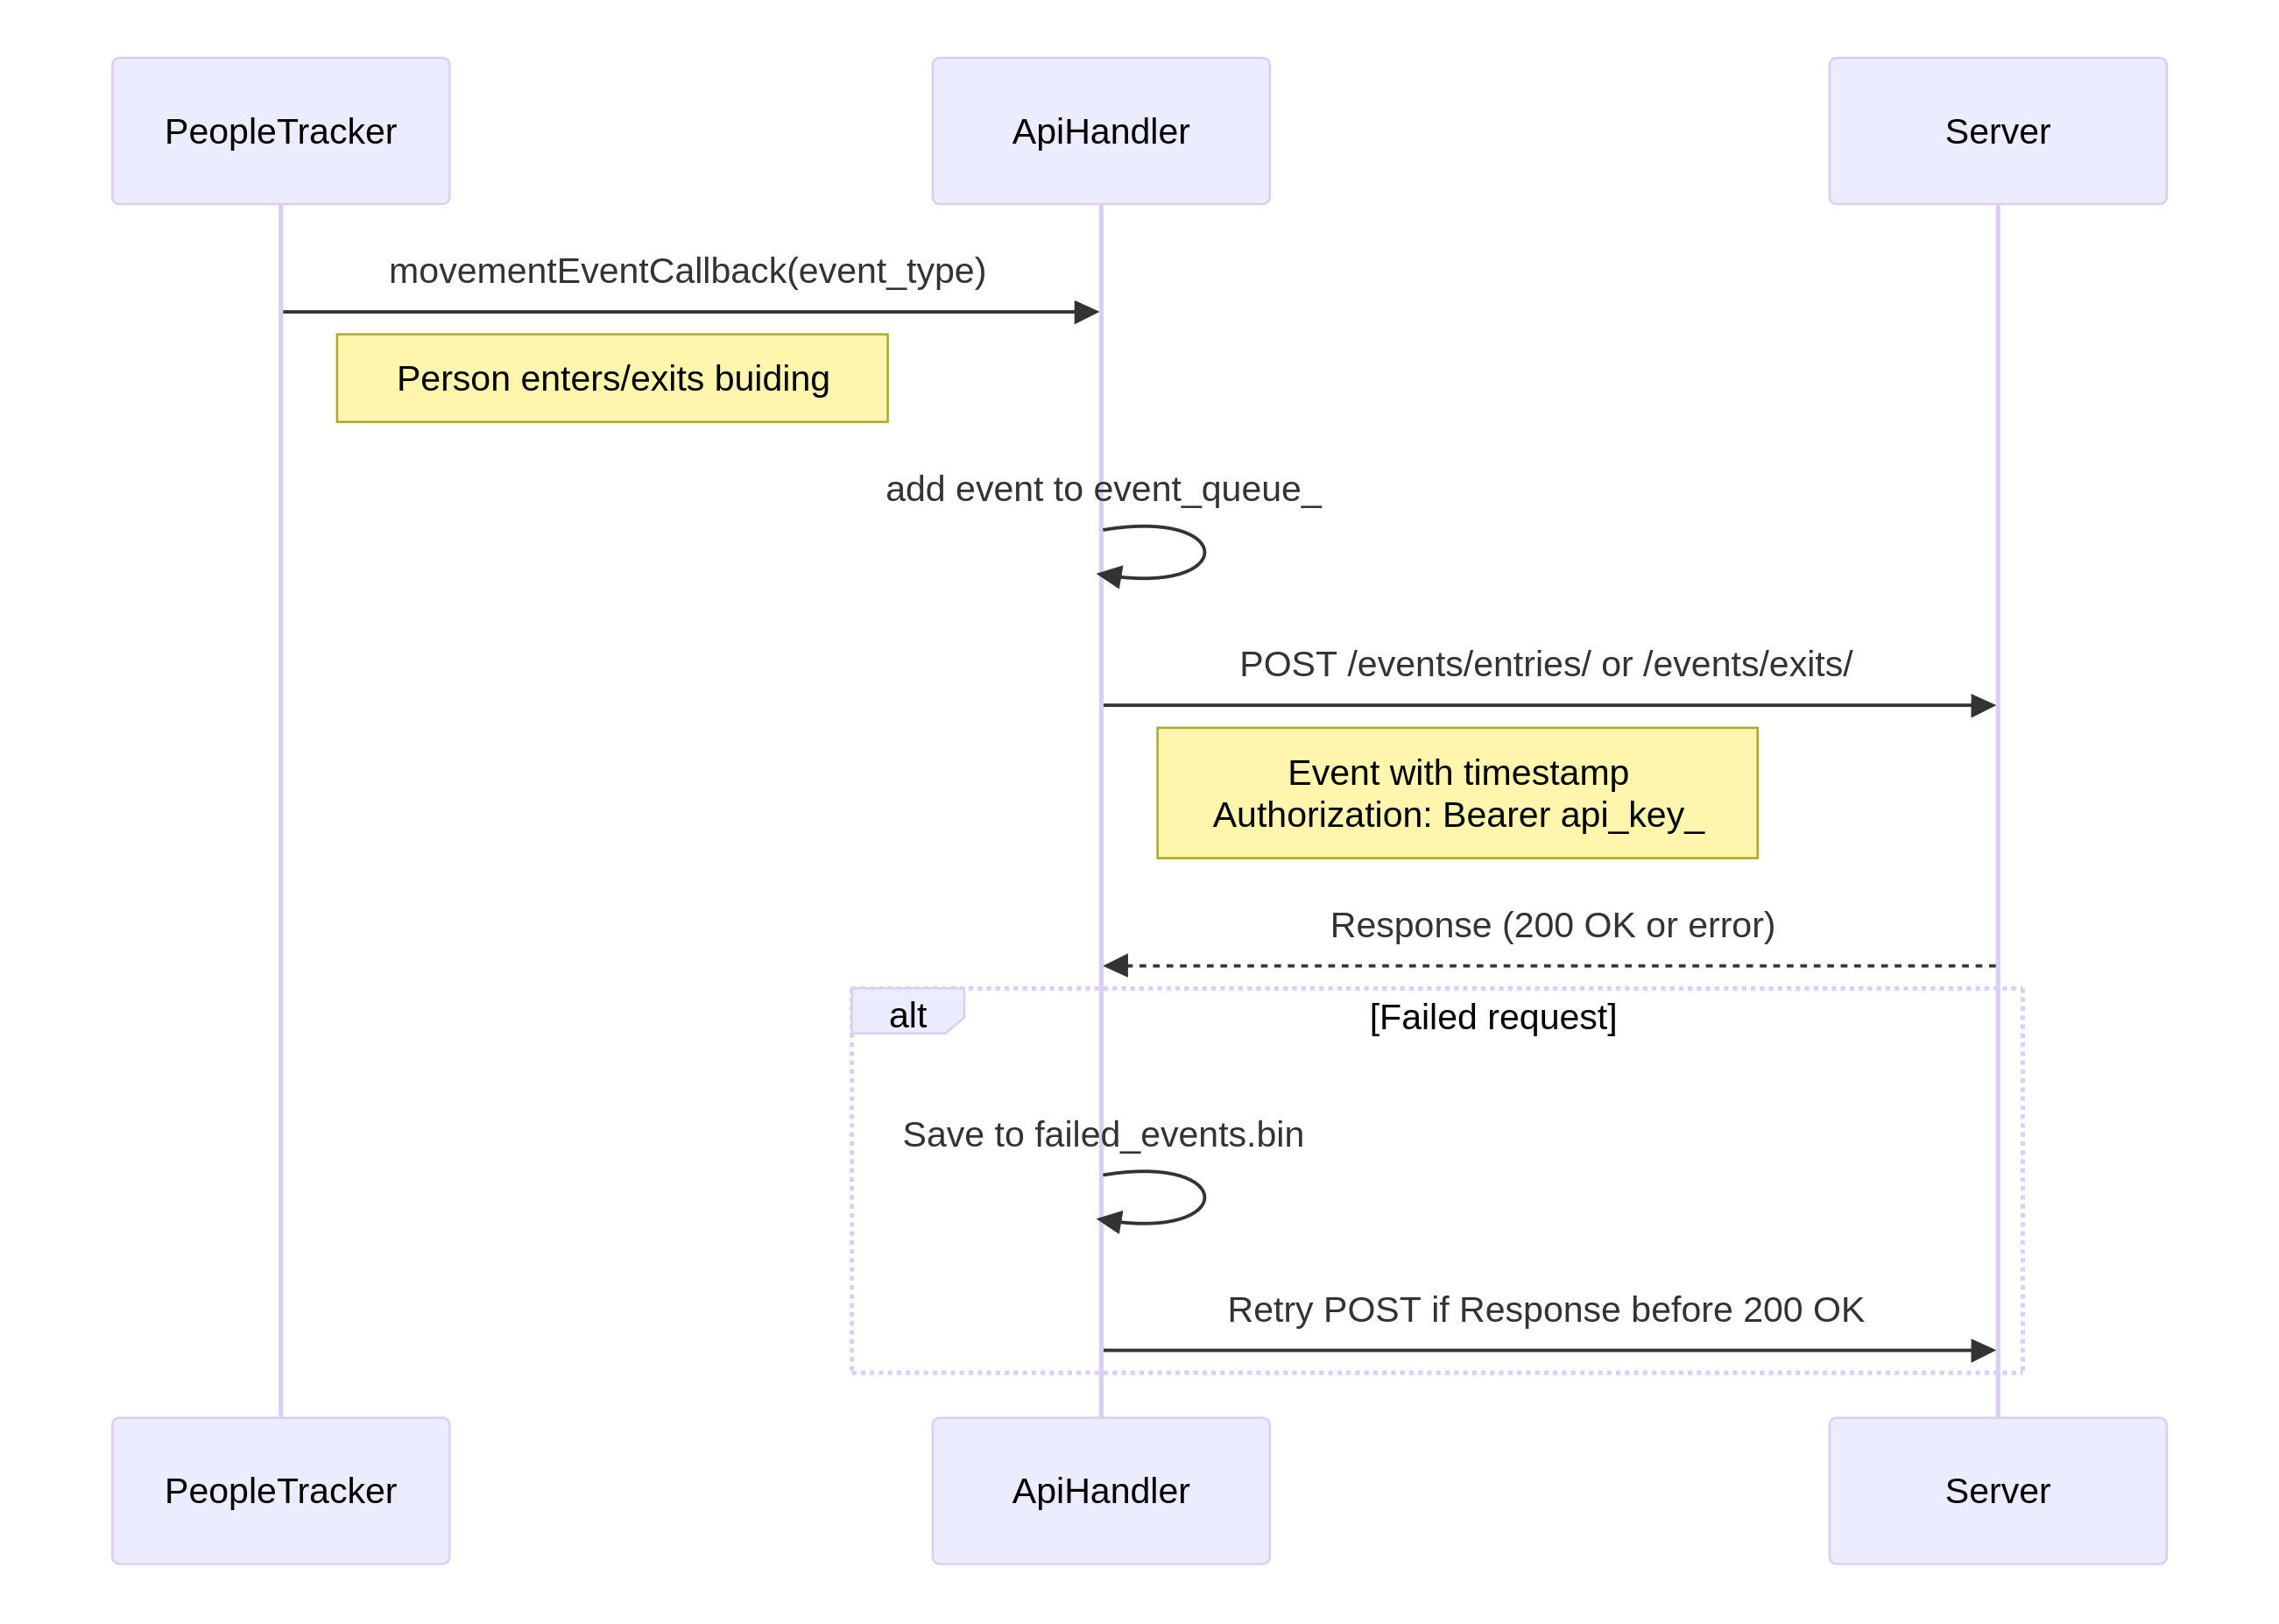 PeopleTracker
ApiHandler
Server
movementEventCallback(event_type)
Person enters/exits buiding
add event to event_queue_
POST /events/entries/ or /events/exits/
Event with timestamp
Authorization: Bearer api_key_
Response (200 OK or error)
alt
[Failed request]
Save to failed_events.bin
Retry POST if Response before 200 OK
PeopleTracker
ApiHandler
Server